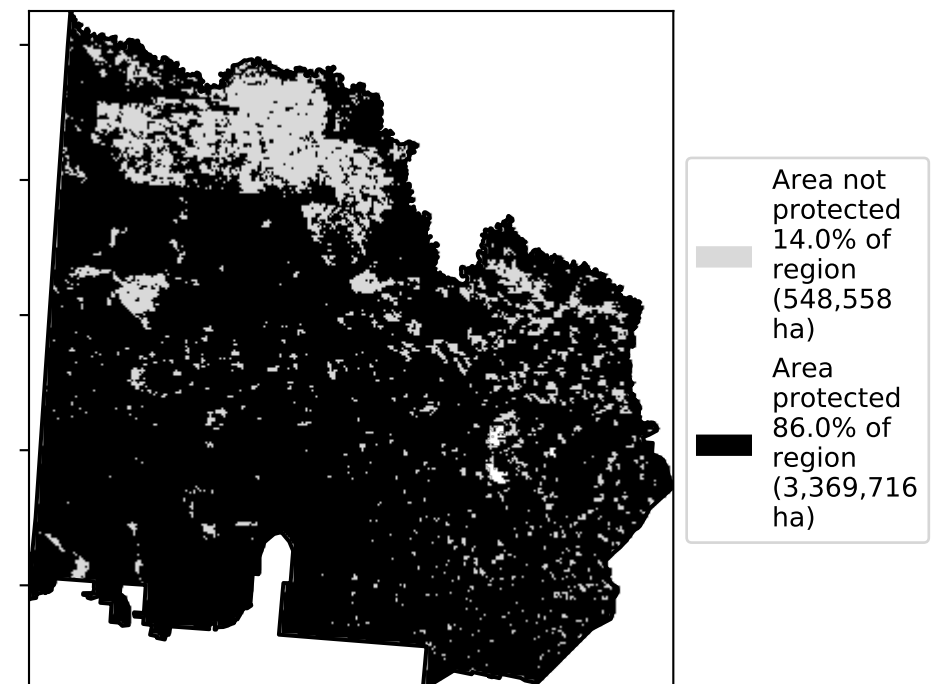 Area not
protected
14.0% of
region
(548,558
ha)
Area
protected
86.0% of
region
(3,369,716
ha)